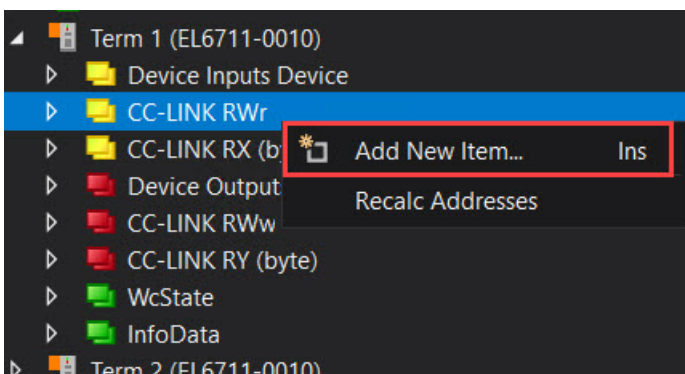 Term 1 (EL6711-0010)
Device Inputs Device
CC-LINK RWr
CC-LINK RX (b
Add New Item... Ins
Device Output
Recalc Addresses
CC-LINK RWw
CC-LINK RY (byte)
WcState
InfoData
Term 2 (EL6711-0010)